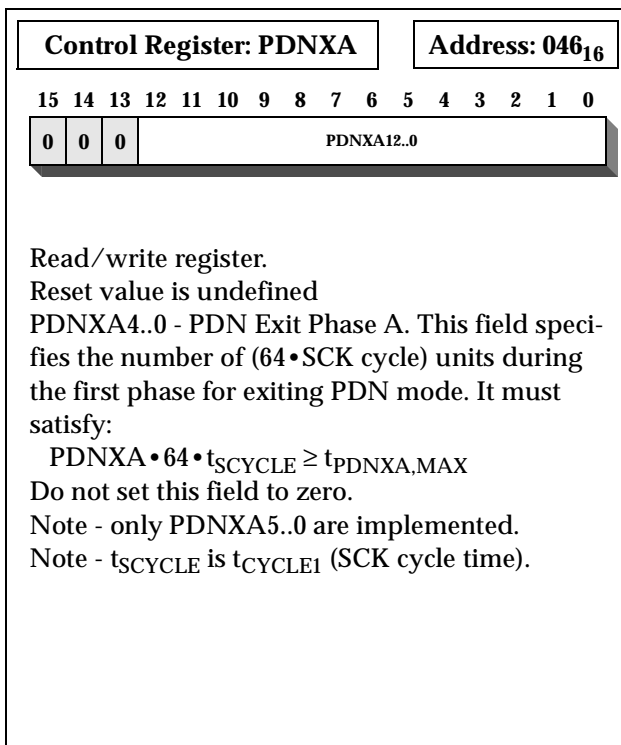 Control Register: PDNXA
Address: 046₁₆
15 14 13 12 11 10 9 8 7 6 5 4 3 2 1 0
0 0 0 PDNXA12..0
Read/write register.
Reset value is undefined
PDNXA4..0 - PDN Exit Phase A. This field speci-
fies the number of (64•SCK cycle) units during
the first phase for exiting PDN mode. It must
satisfy:
PDNXA•64•tSCYCLE ≥ tPDNXA,MAX
Do not set this field to zero.
Note - only PDNXA5..0 are implemented.
Note - tSCYCLE is tCYCLE1 (SCK cycle time).